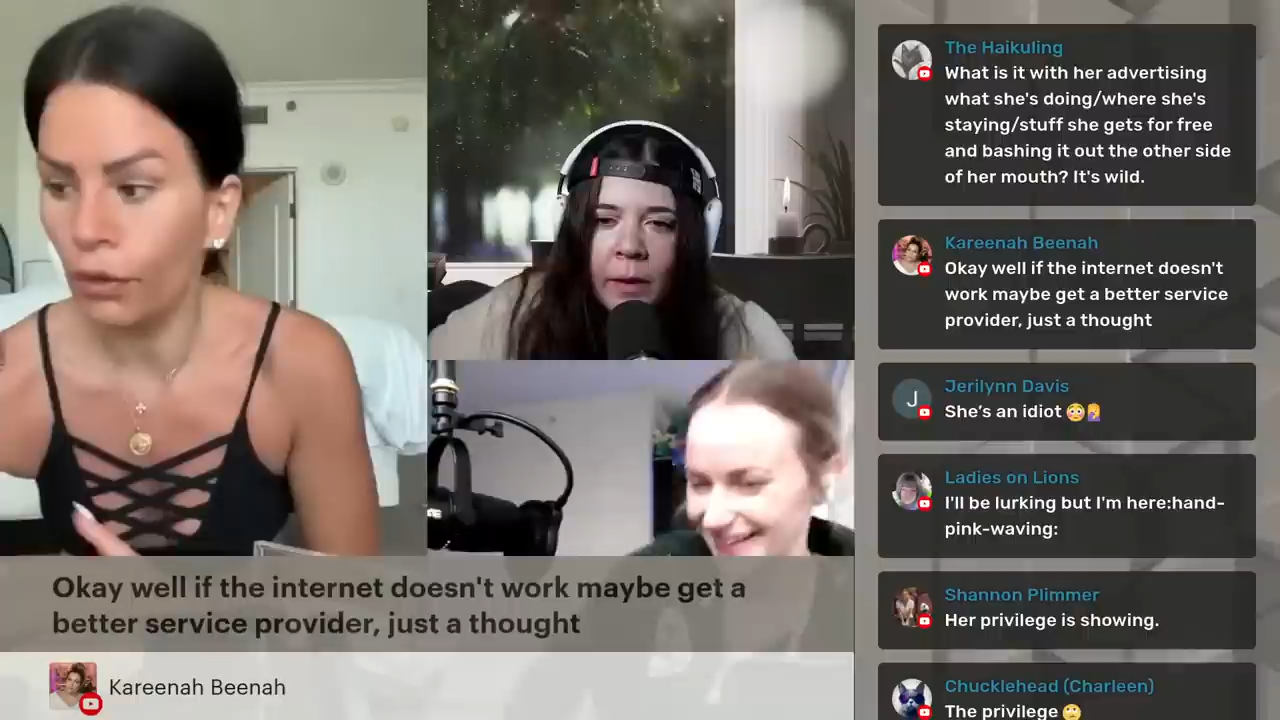 The Haikuling
What is it with her advertising
what she's doing/where she's
staying/stuff she gets for free
and bashing it out the other side
of her mouth? It's wild.
Kareenah Beenah
Okay well if the internet doesn't
work maybe get a better service
provider, just a thought
J
Jerilynn Davis
She's an idiot 😳🤦‍♀️
Ladies on Lions
I'll be lurking but I'm here:hand-
pink-waving:
Shannon Plimmer
Her privilege is showing.
Chucklehead (Charleen)
The privilege 🙄
Okay well if the internet doesn't work maybe get a
better service provider, just a thought
Kareenah Beenah